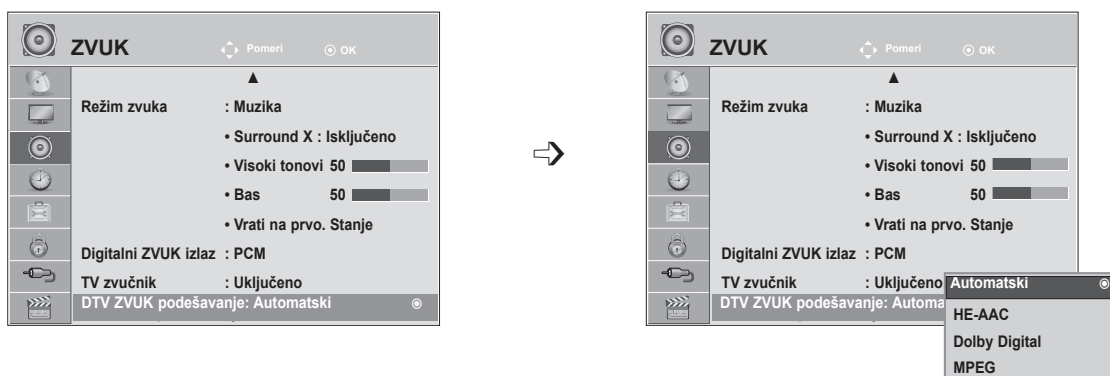 ZVUK Pomeri OK
Režim zvuka : Muzika
• Surround X : Isključeno
• Visoki tonovi 50
• Bas 50
• Vrati na prvo. Stanje
Digitalni ZVUK izlaz : PCM
TV zvučnik : Uključeno
DTV ZVUK podešavanje: Automatski
ZVUK Pomeri OK
Režim zvuka : Muzika
• Surround X : Isključeno
• Visoki tonovi 50
• Bas 50
• Vrati na prvo. Stanje
Digitalni ZVUK izlaz : PCM
TV zvučnik : Uključeno
DTV ZVUK podešavanje: Automa
Automatski
HE-AAC
Dolby Digital
MPEG